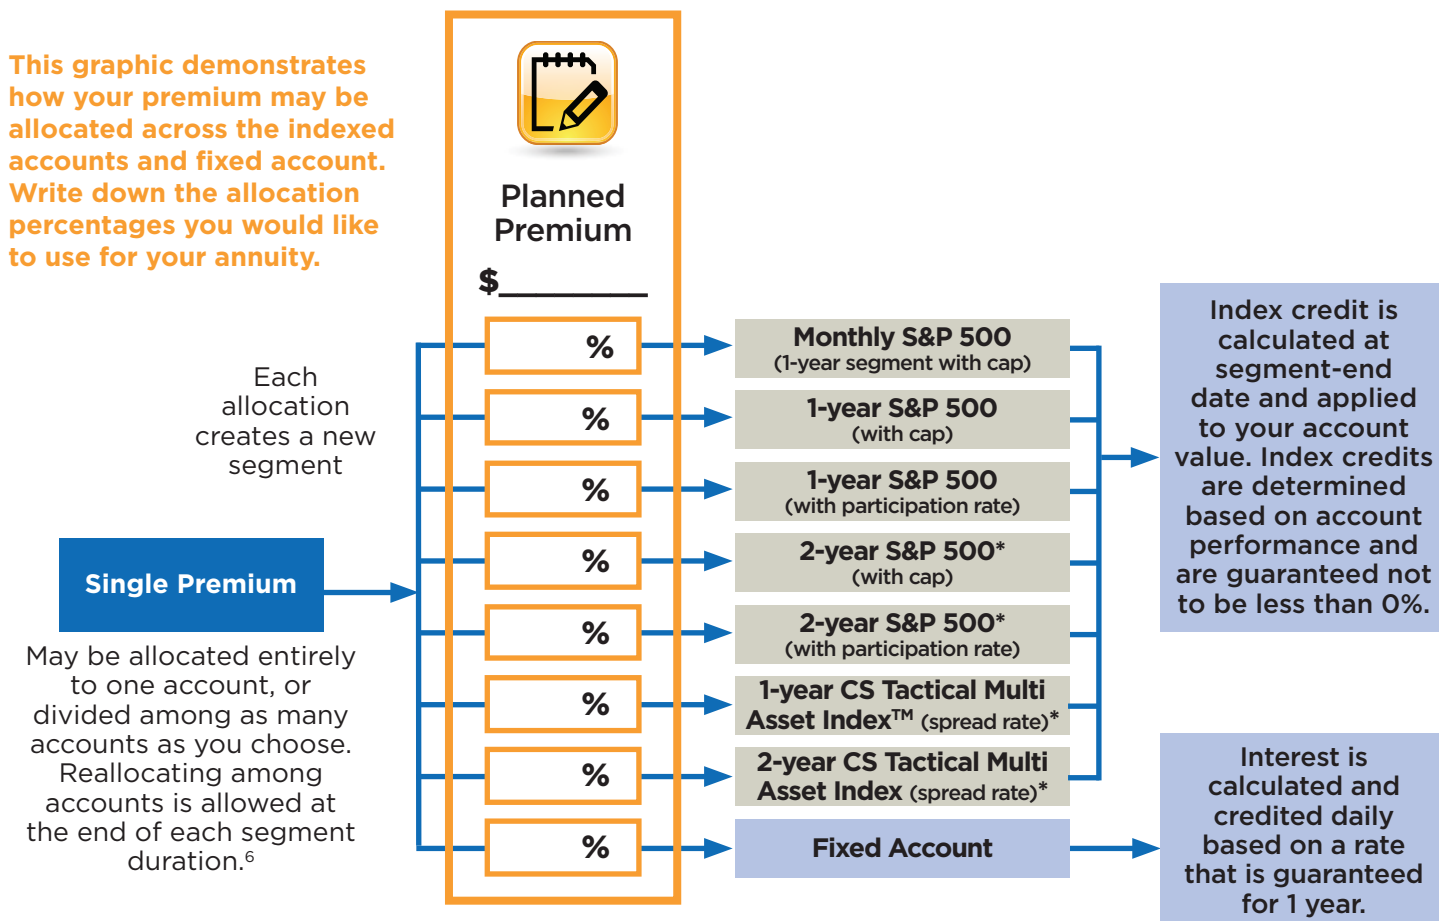 This graphic demonstrates
how your premium may be
allocated across the indexed
accounts and fixed account.
Write down the allocation
percentages you would like
to use for your annuity.
Planned
Premium
$_________
Each
allocation
creates a new
segment
Single Premium
May be allocated entirely
to one account, or
divided among as many
accounts as you choose.
Reallocating among
accounts is allowed at
the end of each segment
duration.⁶
%
Monthly S&P 500
(1-year segment with cap)
%
1-year S&P 500
(with cap)
%
1-year S&P 500
(with participation rate)
%
2-year S&P 500*
(with cap)
%
2-year S&P 500*
(with participation rate)
%
1-year CS Tactical Multi
Asset Index™ (spread rate)*
%
2-year CS Tactical Multi
Asset Index (spread rate)*
%
Fixed Account
Index credit is
calculated at
segment-end
date and applied
to your account
value. Index credits
are determined
based on account
performance and
are guaranteed not
to be less than 0%.
Interest is
calculated and
credited daily
based on a rate
that is guaranteed
for 1 year.